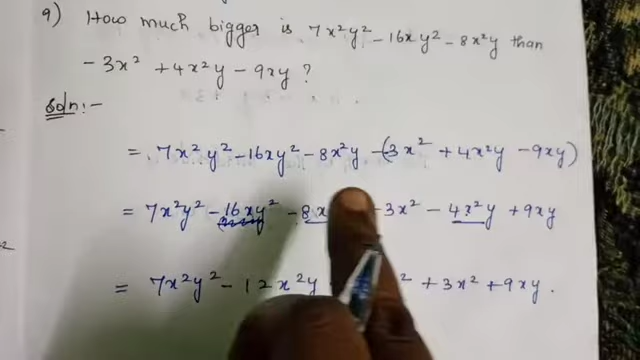 9) How much bigger is 7x²y² - 16xy² - 8x²y than
- 3x² + 4x²y - 9xy ?
Soln:-
= 7x²y² - 16xy² - 8x²y - (-3x² + 4x²y - 9xy)
= 7x²y² - 16xy² - 8x - 3x² - 4x²y + 9xy
= 7x²y² - 12x²y ² + 3x² + 9xy .